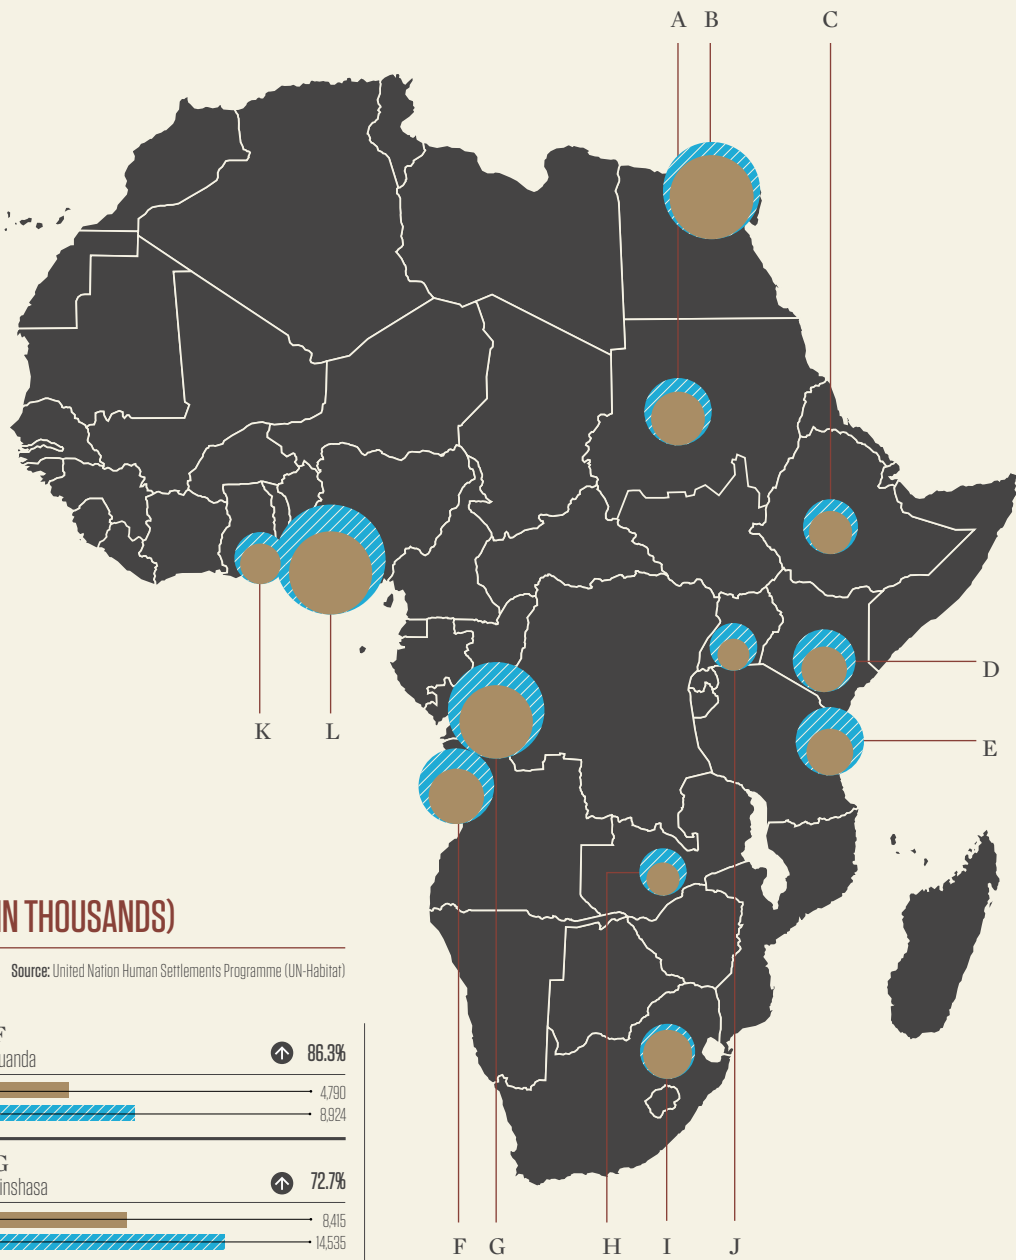 A B C
D
E
K L
IN THOUSANDS)
Source: United Nation Human Settlements Programme (UN-Habitat)
F
uanda
86.3%
4,790
8,924
G
inshasa
72.7%
8,415
14,535
F G H I J